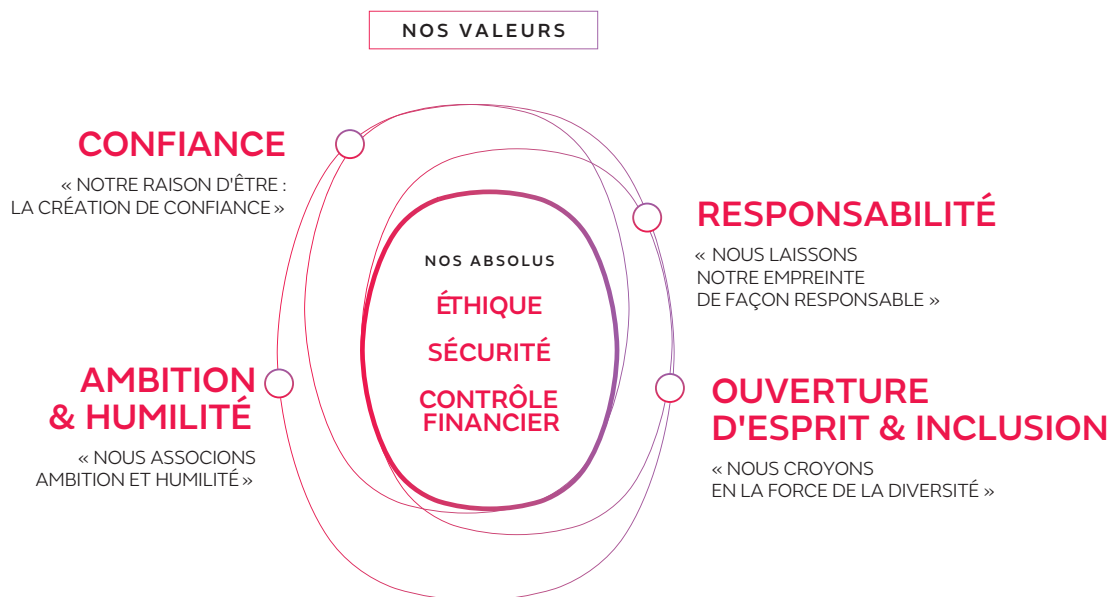 NOS VALEURS
CONFIANCE
« NOTRE RAISON D'ÊTRE :
LA CRÉATION DE CONFIANCE »
RESPONSABILITÉ
« NOUS LAISSONS
NOTRE EMPREINTE
DE FAÇON RESPONSABLE »
NOS ABSOLUS
ÉTHIQUE
SÉCURITÉ
CONTRÔLE
FINANCIER
AMBITION
& HUMILITÉ
« NOUS ASSOCIONS
AMBITION ET HUMILITÉ »
OUVERTURE
D'ESPRIT & INCLUSION
« NOUS CROYONS
EN LA FORCE DE LA DIVERSITÉ »